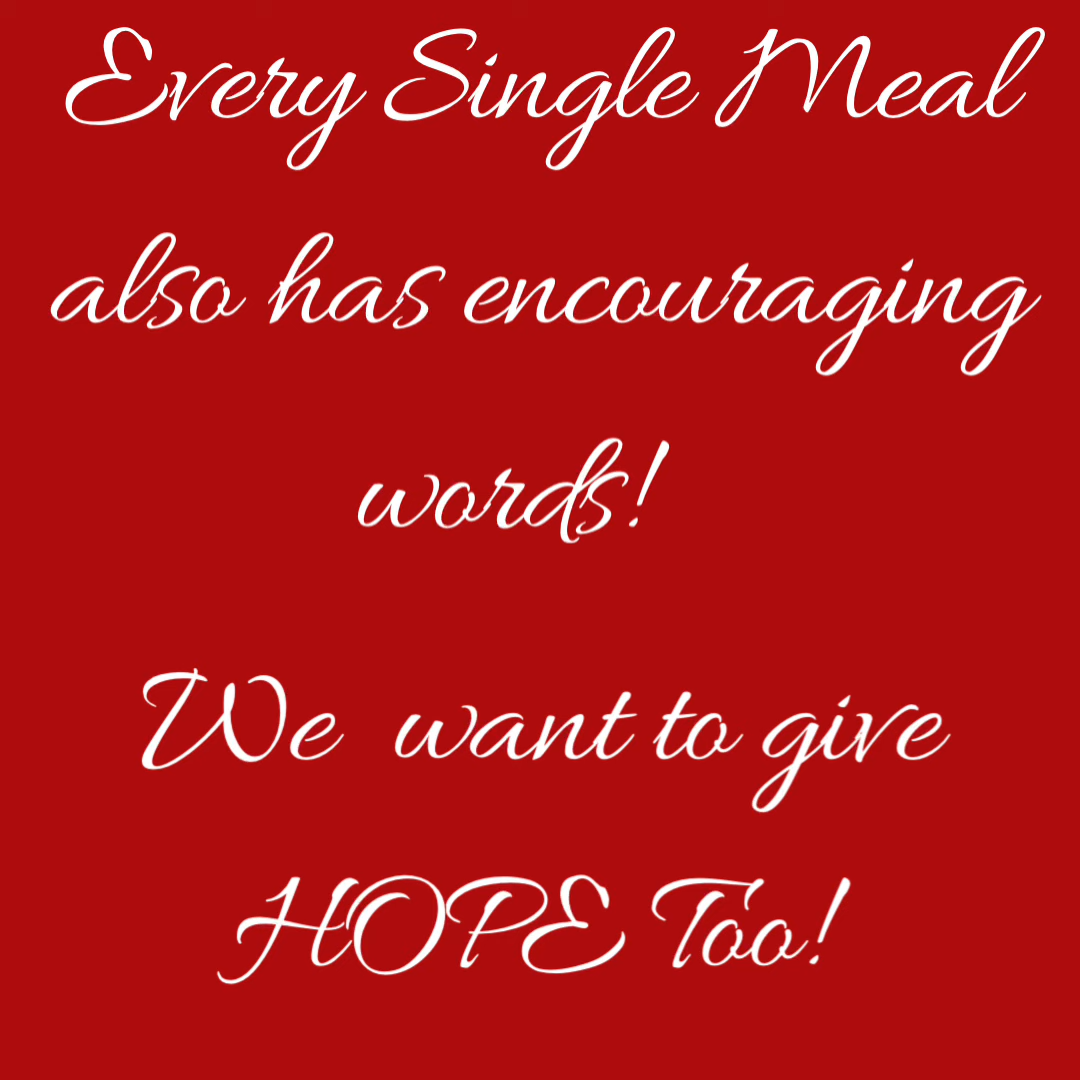 Every Single Meal
also has encouraging
words!
We want to give
HOPE Too!